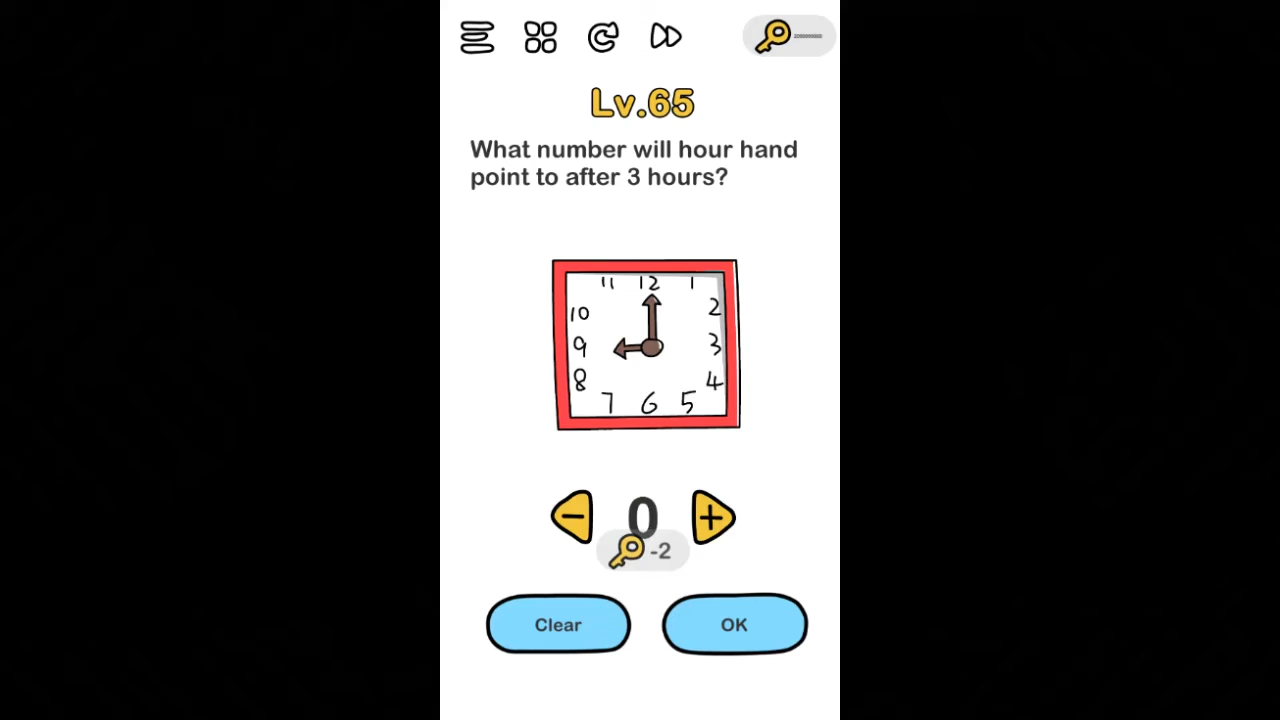 Lv.65
What number will hour hand
point to after 3 hours?
11 12 1
10 2
9 3
8 4
7 6 5
0
-2
Clear OK